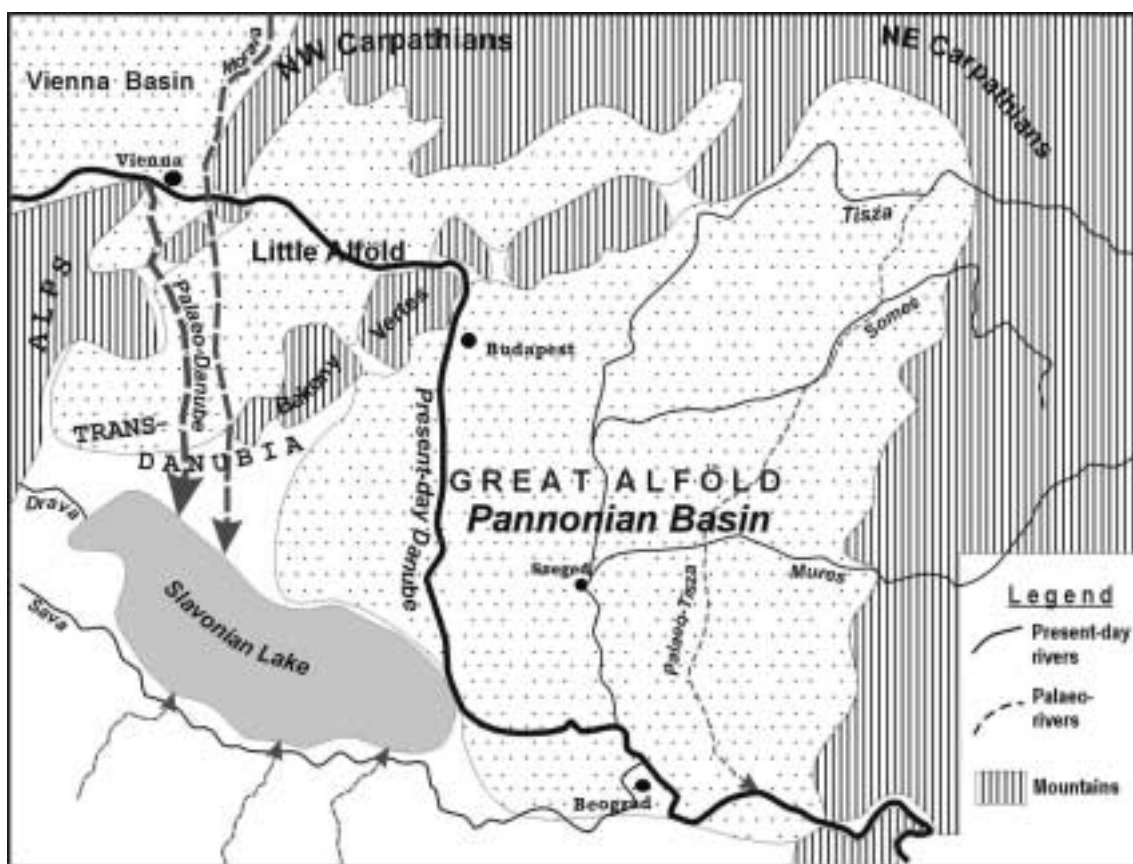 NW Carpathians
NE Carpathians
Morava
Vienna Basin
Vienna
Tisza
Little Alföld
ALPS
Palaeo-Danube
Vertes
Somes
Budapest
Bakony
TRANS-
DANUBIA
Present-day Danube
GREAT ALFÖLD
Pannonian Basin
Drava
Szeged
Mures
Sava
Slavonian Lake
Palaeo-Tisza
Beograd
Legend
Present-day
rivers
Palaeo-
rivers
Mountains